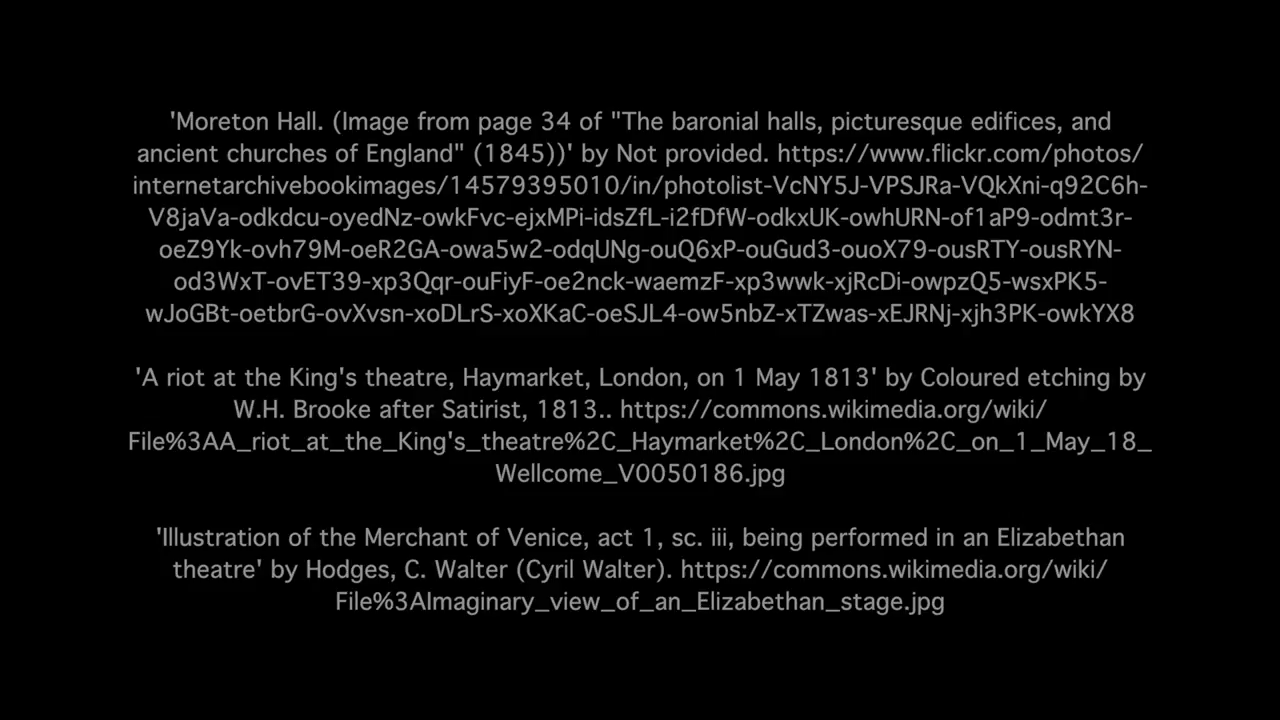 'Moreton Hall. (Image from page 34 of "The baronial halls, picturesque edifices, and
ancient churches of England" (1845))' by Not provided. https://www.flickr.com/photos/
internetarchivebookimages/14579395010/in/photolist-VcNY5J-VPSJRa-VQkXni-q92C6h-
V8jaVa-odkdcu-oyedNz-owkFvc-ejxMPi-idsZfL-i2fDfW-odkxUK-owhURN-of1aP9-odmt3r-
oeZ9Yk-ovh79M-oeR2GA-owa5w2-odqUNg-ouQ6xP-ouGud3-ouoX79-ousRTY-ousRYN-
od3WxT-ovET39-xp3Qqr-ouFiyF-oe2nck-waemzF-xp3wwk-xjRcDi-owpzQ5-wsxPK5-
wJoGBt-oetbrG-ovXvsn-xoDLrS-xoXKaC-oeSJL4-ow5nbZ-xTZwas-xEJRNj-xjh3PK-owkYX8
'A riot at the King's theatre, Haymarket, London, on 1 May 1813' by Coloured etching by
W.H. Brooke after Satirist, 1813.. https://commons.wikimedia.org/wiki/
File%3AA_riot_at_the_King's_theatre%2C_Haymarket%2C_London%2C_on_1_May_18_
Wellcome_V0050186.jpg
'Illustration of the Merchant of Venice, act 1, sc. iii, being performed in an Elizabethan
theatre' by Hodges, C. Walter (Cyril Walter). https://commons.wikimedia.org/wiki/
File%3AImaginary_view_of_an_Elizabethan_stage.jpg